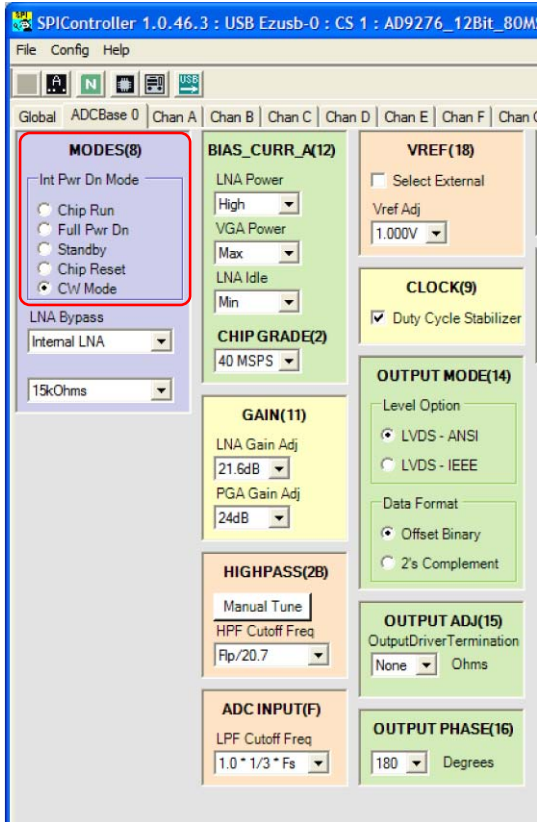 SPIController 1.0.46.3 : USB Ezusb-0 : CS 1 : AD9276_12Bit_80M
File Config Help
A N USB
Global ADCBase 0 Chan A Chan B Chan C Chan D Chan E Chan F Chan
MODES(8)
Int Pwr Dn Mode
Chip Run
Full Pwr Dn
Standby
Chip Reset
CW Mode
LNA Bypass
Internal LNA
15kOhms
BIAS_CURR_A(12)
LNA Power
High
VGA Power
Max
LNA Idle
Min
CHIP GRADE(2)
40 MSPS
GAIN(11)
LNA Gain Adj
21.6dB
PGA Gain Adj
24dB
HIGHPASS(2B)
Manual Tune
HPF Cutoff Freq
Flp/20.7
ADC INPUT(F)
LPF Cutoff Freq
1.0 * 1/3 * Fs
VREF(18)
Select External
Vref Adj
1.000V
CLOCK(9)
Duty Cycle Stabilizer
OUTPUT MODE(14)
Level Option
LVDS - ANSI
LVDS - IEEE
Data Format
Offset Binary
2's Complement
OUTPUT ADJ(15)
OutputDriverTermination
None Ohms
OUTPUT PHASE(16)
180 Degrees